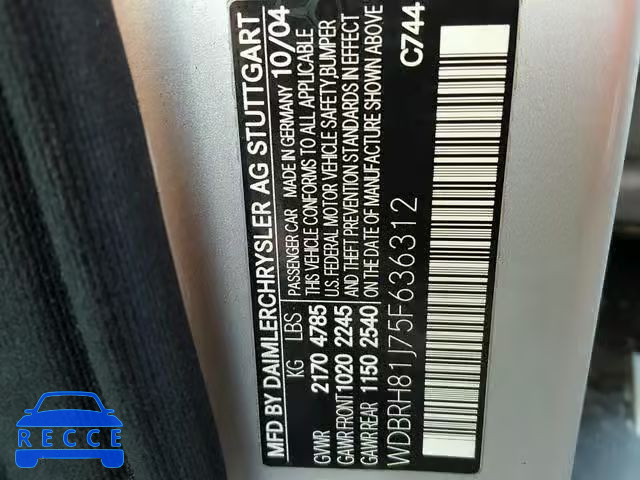 MFD BY DAIMLERCHRYSLER AG STUTTGART
PASSENGER CAR MADE IN GERMANY 10/04
KG LBS THIS VEHICLE CONFORMS TO ALL APPLICABLE
GVWR 2170 4785 U.S. FEDERAL MOTOR VEHICLE SAFETY,BUMPER
GAWR FRONT 1020 2245 AND THEFT PREVENTION STANDARDS IN EFFECT
GAWR REAR 1150 2540 ON THE DATE OF MANUFACTURE SHOWN ABOVE
WDBRH81J75F636312 C744
RECCE